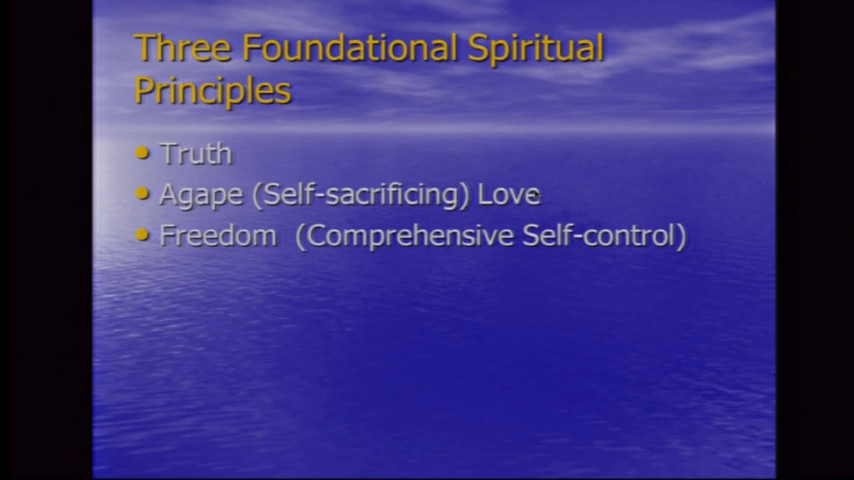 Three Foundational Spiritual
Principles
• Truth
• Agape (Self-sacrificing) Love
• Freedom (Comprehensive Self-control)